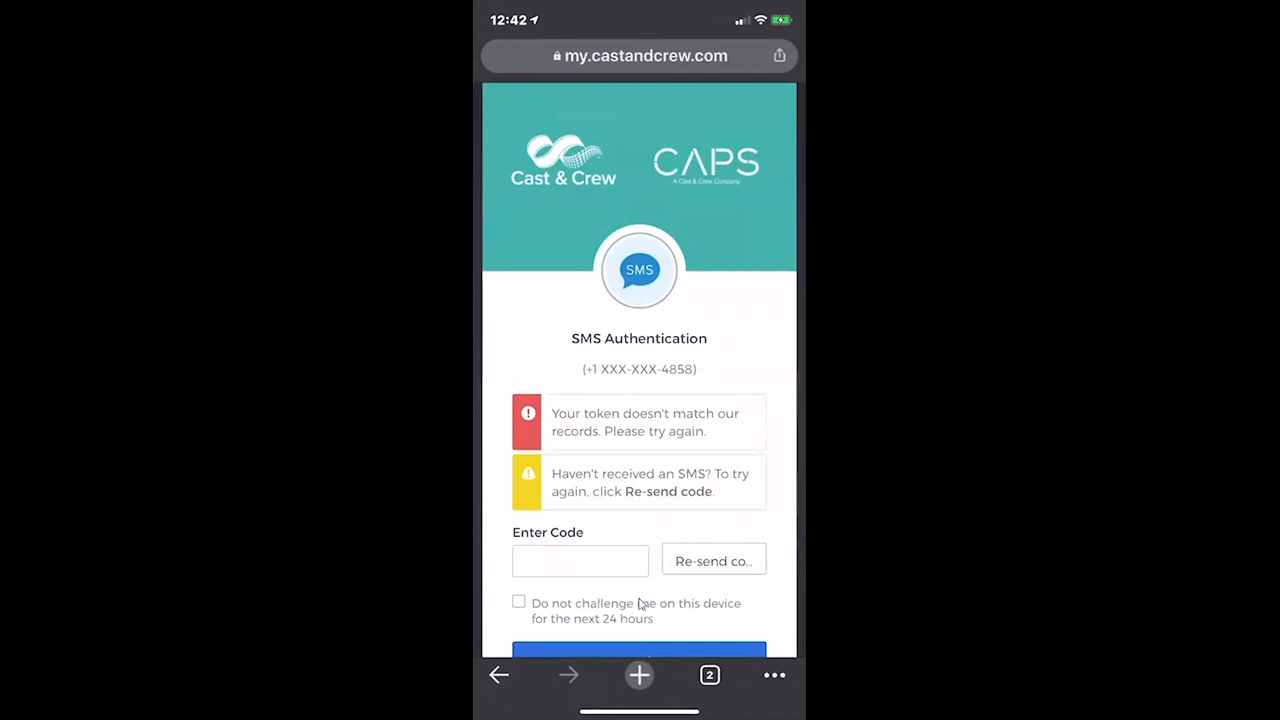 12:42
my.castandcrew.com
Cast & Crew
CAPS
A Cast & Crew Company
SMS
SMS Authentication
(+1 XXX-XXX-4858)
Your token doesn't match our
records. Please try again.
Haven't received an SMS? To try
again, click Re-send code.
Enter Code
Re-send co...
Do not challenge me on this device
for the next 24 hours
2